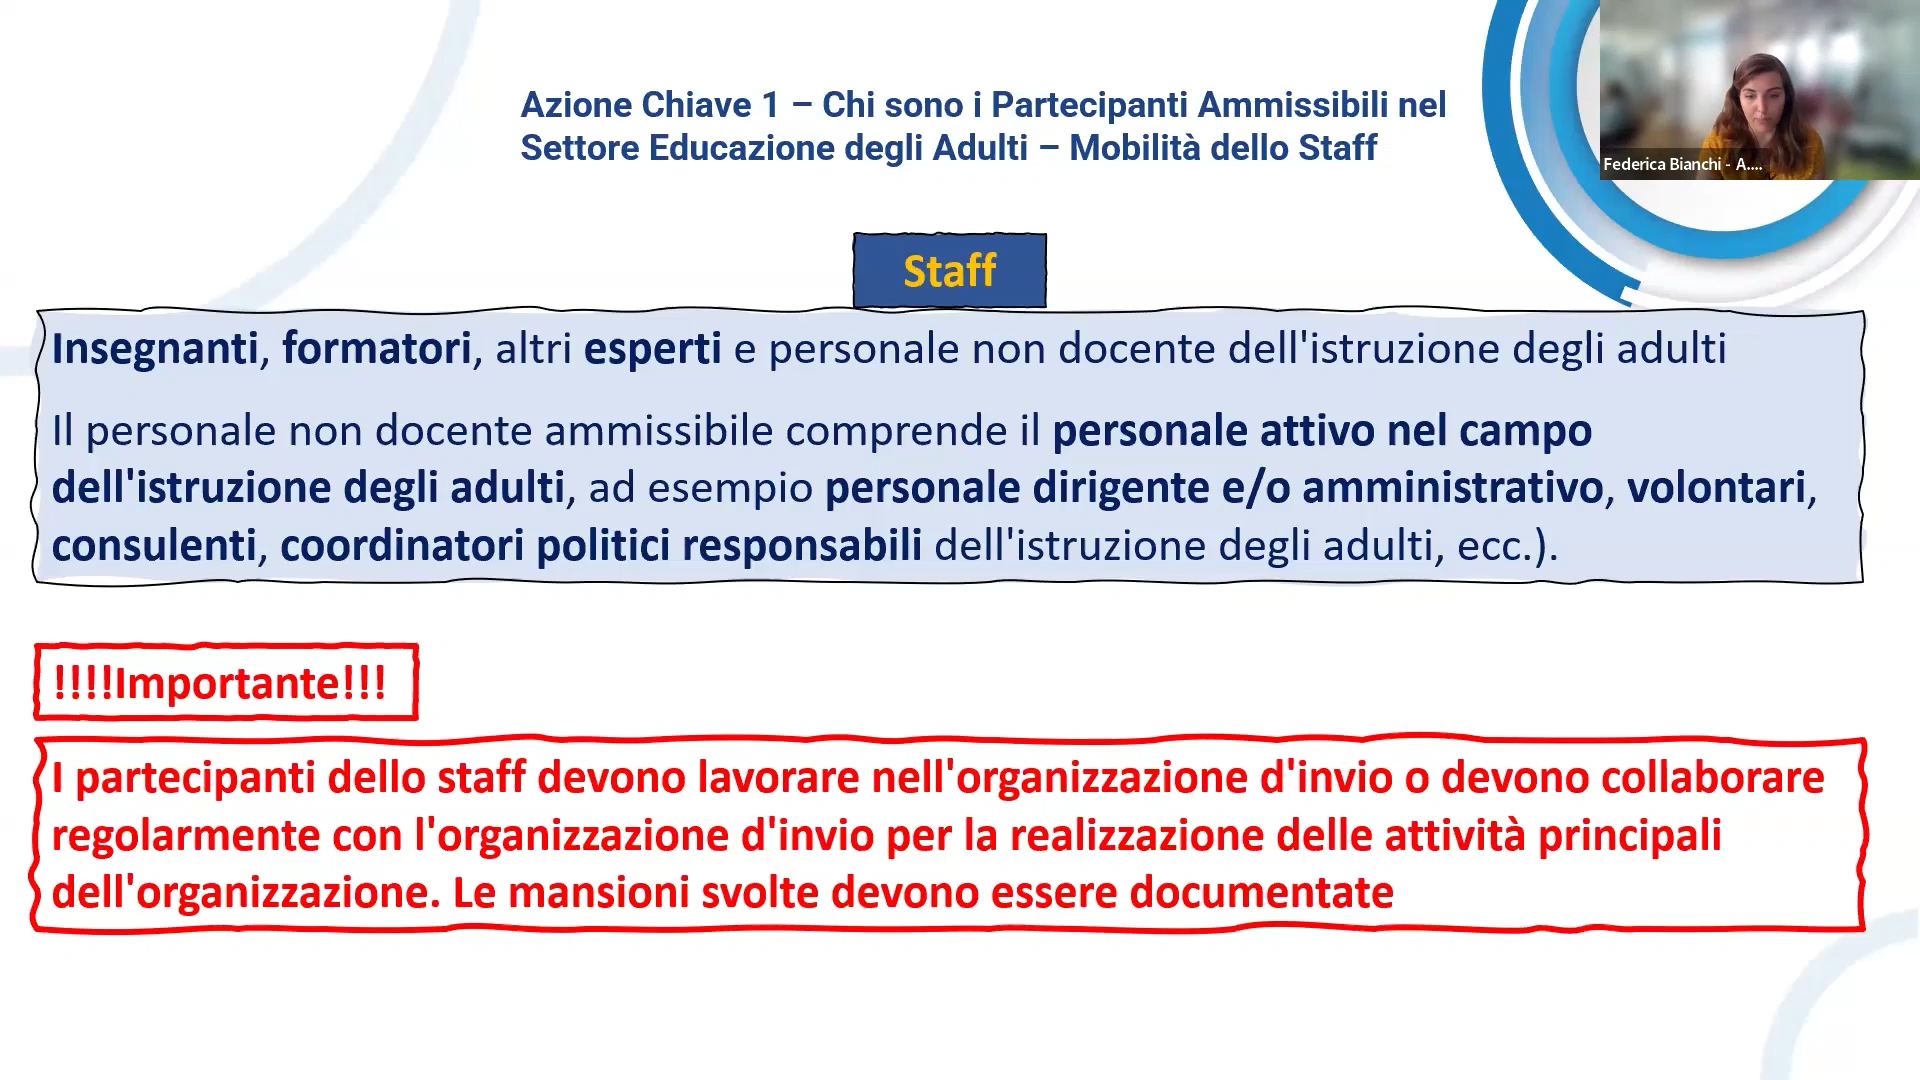 Azione Chiave 1 – Chi sono i Partecipanti Ammissibili nel
Settore Educazione degli Adulti – Mobilità dello Staff
Federica Bianchi - A....
Staff
Insegnanti, formatori, altri esperti e personale non docente dell'istruzione degli adulti
Il personale non docente ammissibile comprende il personale attivo nel campo
dell'istruzione degli adulti, ad esempio personale dirigente e/o amministrativo, volontari,
consulenti, coordinatori politici responsabili dell'istruzione degli adulti, ecc.).
!!!!Importante!!!
I partecipanti dello staff devono lavorare nell'organizzazione d'invio o devono collaborare
regolarmente con l'organizzazione d'invio per la realizzazione delle attività principali
dell'organizzazione. Le mansioni svolte devono essere documentate